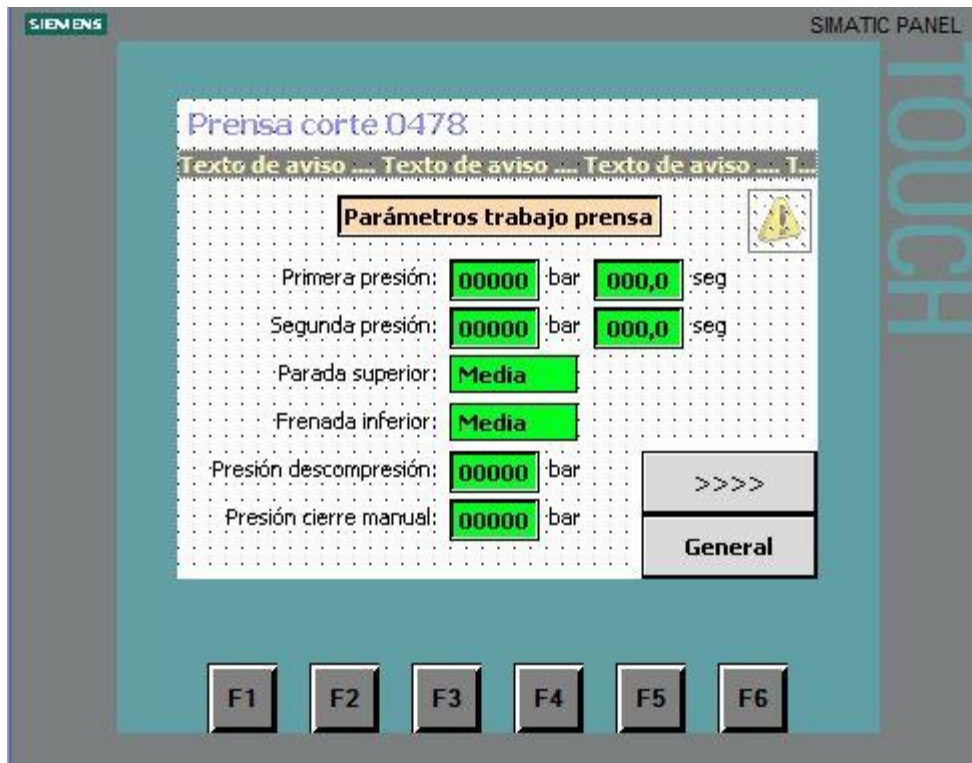 SIEMENS
SIMATIC PANEL
TOUCH
Prensa corte 0478
Texto de aviso .... Texto de aviso .... Texto de aviso .... T...
Parámetros trabajo prensa
Primera presión: 00000 bar 000,0 seg
Segunda presión: 00000 bar 000,0 seg
Parada superior: Media
Frenada inferior: Media
Presión descompresión: 00000 bar
Presión cierre manual: 00000 bar
>>>>
General
F1 F2 F3 F4 F5 F6